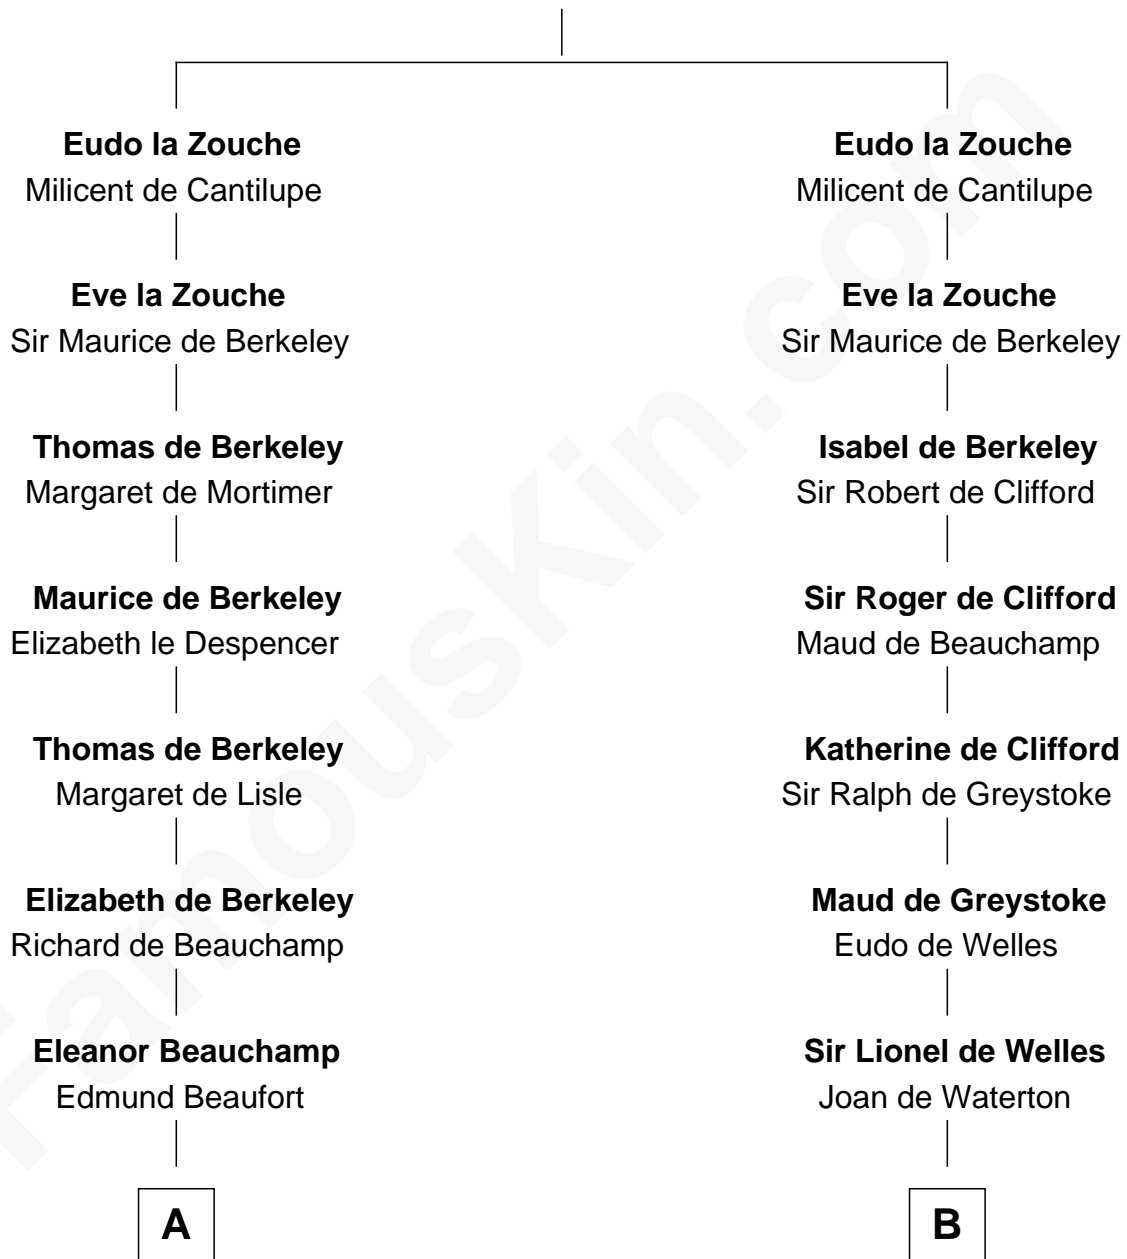 Eudo la Zouche
Milicent de Cantilupe
Eve la Zouche
Sir Maurice de Berkeley
Thomas de Berkeley
Margaret de Mortimer
Maurice de Berkeley
Elizabeth le Despencer
Thomas de Berkeley
Margaret de Lisle
Elizabeth de Berkeley
Richard de Beauchamp
Eleanor Beauchamp
Edmund Beaufort
A
Eudo la Zouche
Milicent de Cantilupe
Eve la Zouche
Sir Maurice de Berkeley
Isabel de Berkeley
Sir Robert de Clifford
Sir Roger de Clifford
Maud de Beauchamp
Katherine de Clifford
Sir Ralph de Greystoke
Maud de Greystoke
Eudo de Welles
Sir Lionel de Welles
Joan de Waterton
B
FamousKin.com